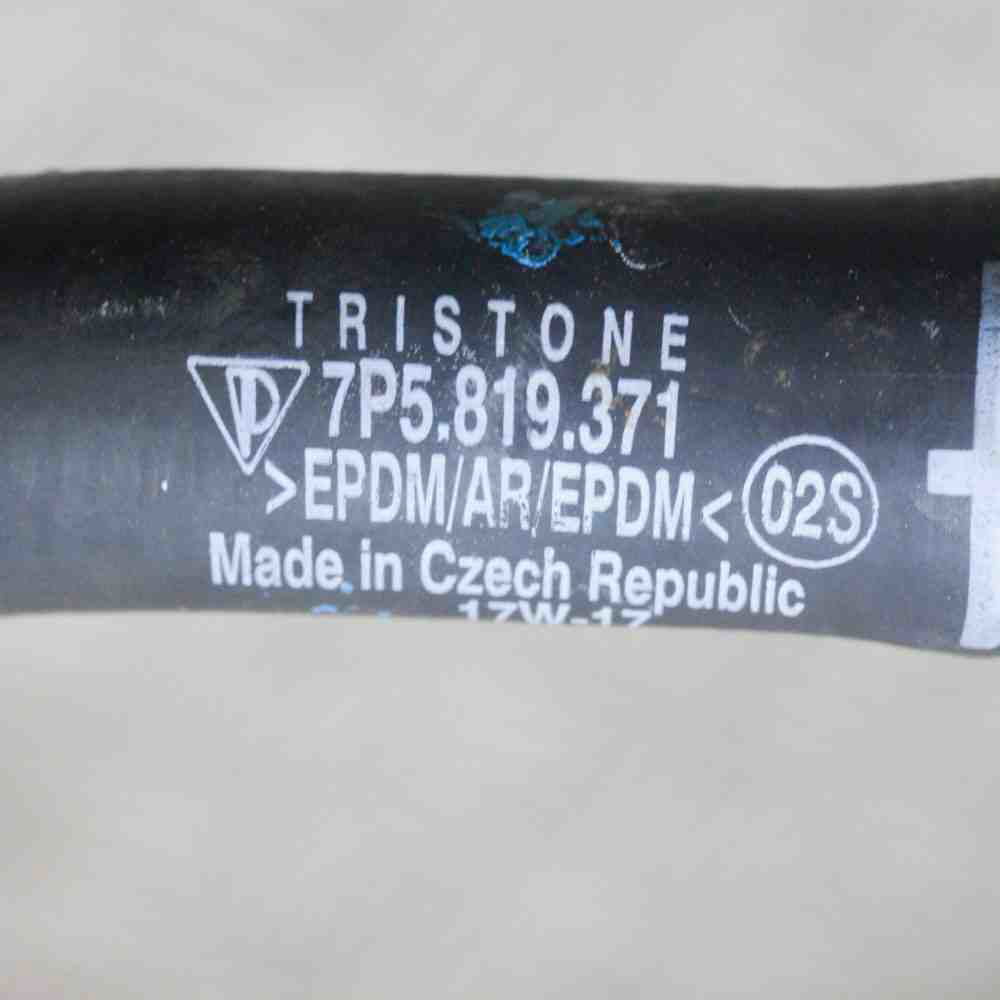 TRISTONE
7P5.819.371
>EPDM/AR/EPDM< 02S
Made in Czech Republic